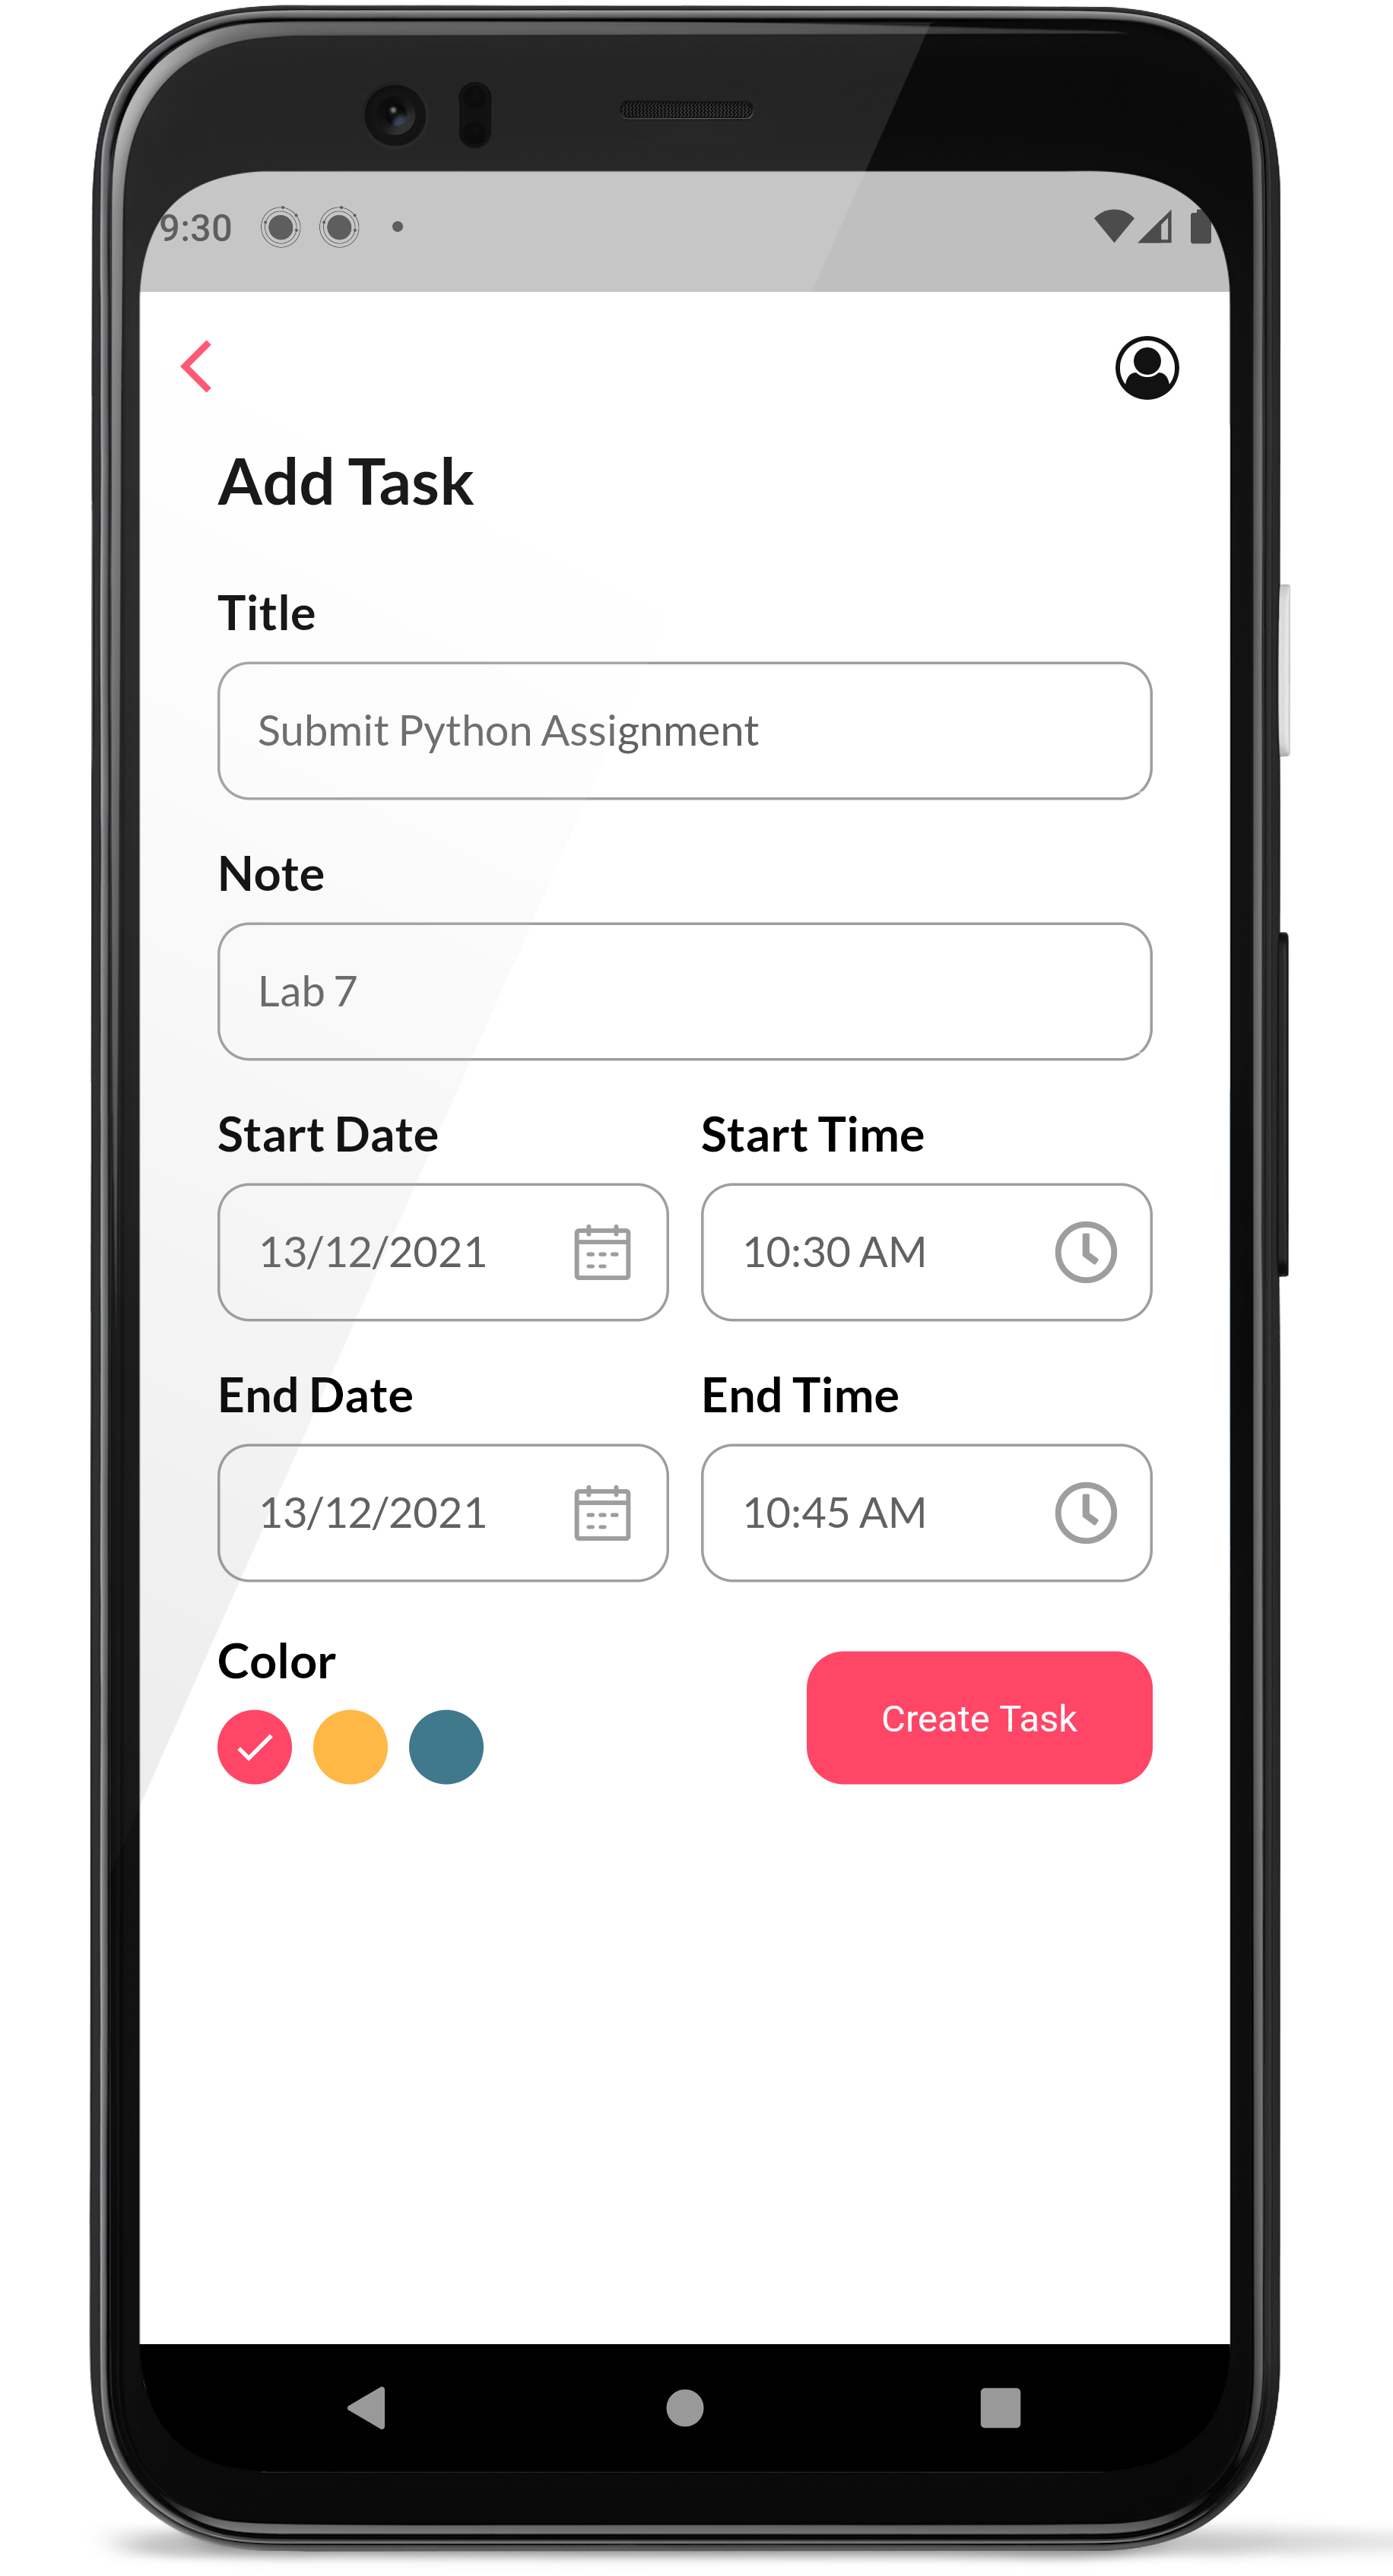 9:30
Add Task
Title
Submit Python Assignment
Note
Lab 7
Start Date Start Time
13/12/2021 10:30 AM
End Date End Time
13/12/2021 10:45 AM
Color
Create Task